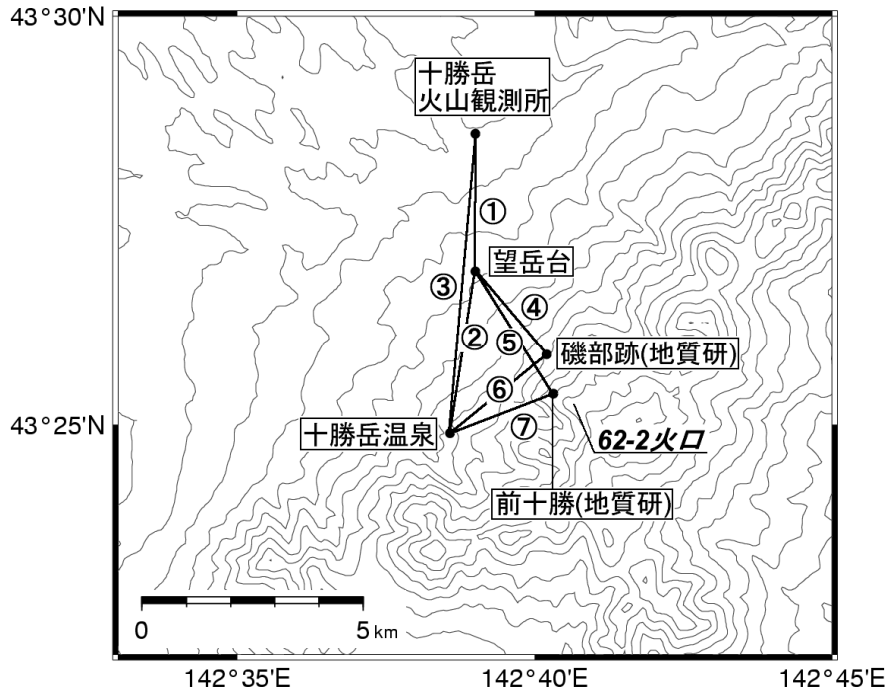 43°30'N
十勝岳
火山観測所
①
望岳台
③
④
②
⑤
磯部跡(地質研)
⑥
43°25'N
十勝岳温泉
⑦
62-2火口
前十勝(地質研)
0
5 km
142°35'E
142°40'E
142°45'E